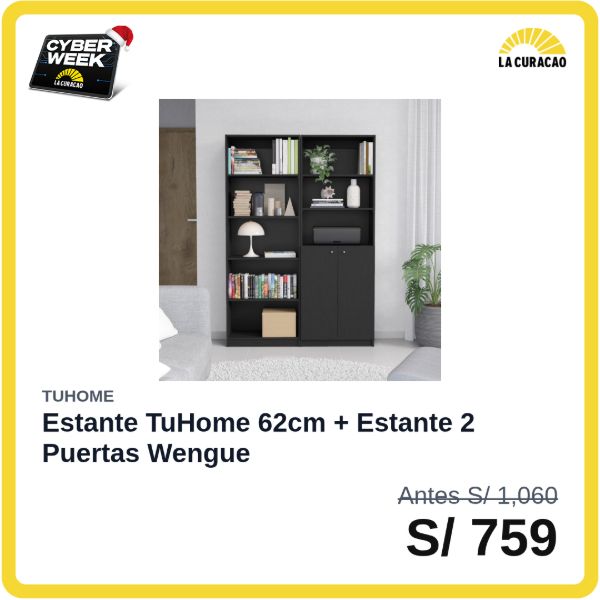 CYBER
WEEK
LA CURACAO
LA CURACAO
TUHOME
Estante TuHome 62cm + Estante 2
Puertas Wengue
Antes S/ 1,060
S/ 759